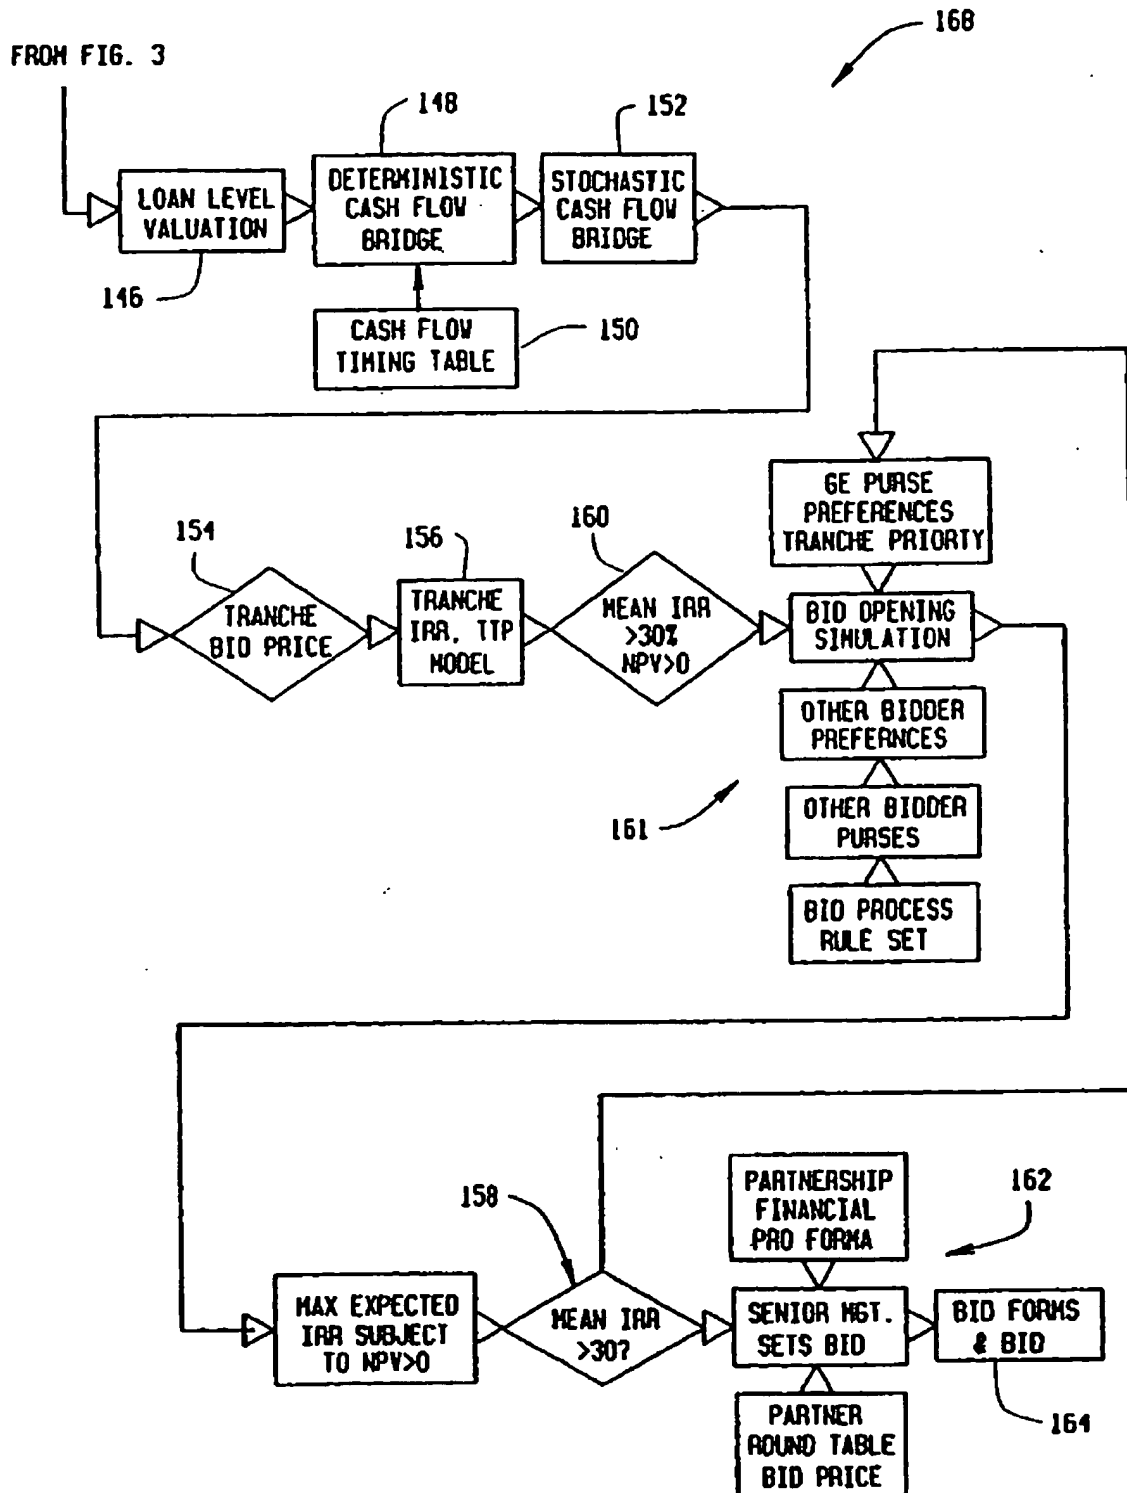 168
FROM FIG. 3
148
152
LOAN LEVEL
VALUATION
DETERMINISTIC
CASH FLOW
BRIDGE
STOCHASTIC
CASH FLOW
BRIDGE
146
CASH FLOW
TIMING TABLE
150
GE PURSE
PREFERENCES
TRANCHE PRIORTY
154
156
160
TRANCHE
BID PRICE
TRANCHE
IRR, TTP
MODEL
MEAN IRR
>30%
NPV>0
BID OPENING
SIMULATION
OTHER BIDDER
PREFERNCES
161
OTHER BIDDER
PURSES
BID PROCESS
RULE SET
158
PARTNERSHIP
FINANCIAL
PRO FORMA
162
MAX EXPECTED
IRR SUBJECT
TO NPV>0
MEAN IRR
>30?
SENIOR MGT.
SETS BID
BID FORMS
& BID
164
PARTNER
ROUND TABLE
BID PRICE